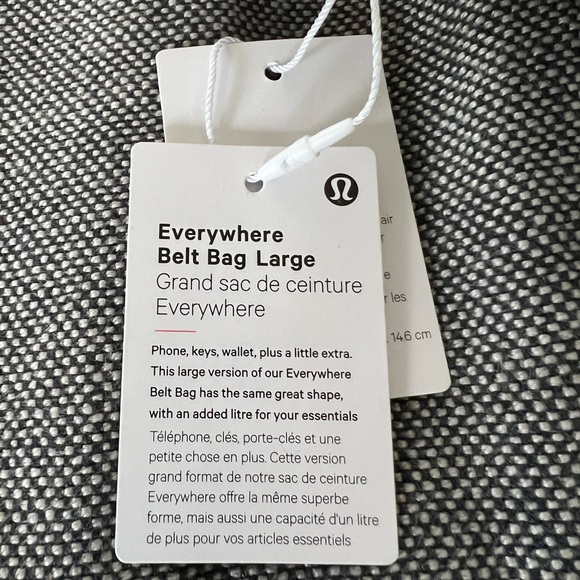 Everywhere
Belt Bag Large
Grand sac de ceinture
Everywhere
Phone, keys, wallet, plus a little extra.
This large version of our Everywhere
Belt Bag has the same great shape,
with an added litre for your essentials
Téléphone, clés, porte-clés et une
petite chose en plus. Cette version
grand format de notre sac de ceinture
Everywhere offre la même superbe
forme, mais aussi une capacité d'un litre
de plus pour vos articles essentiels
air
r
e
r les
. 14.6 cm